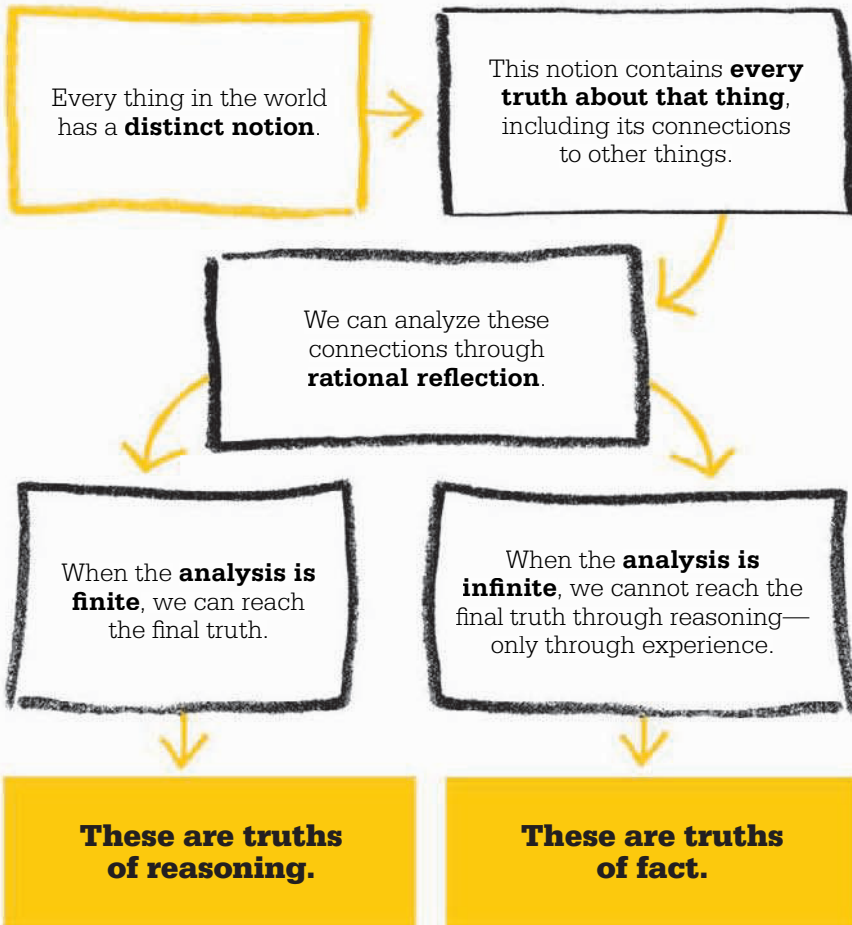 Every thing in the world
has a distinct notion.
This notion contains every
truth about that thing,
including its connections
to other things.
We can analyze these
connections through
rational reflection.
When the analysis is
finite, we can reach
the final truth.
When the analysis is
infinite, we cannot reach the
final truth through reasoning—
only through experience.
These are truths
of reasoning.
These are truths
of fact.